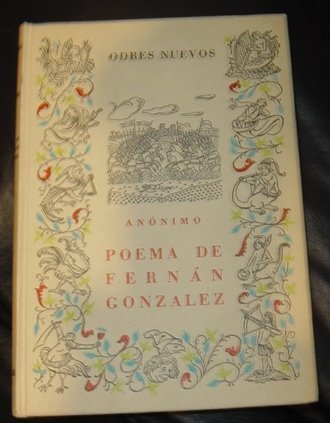 ODRES NUEVOS
ANÓNIMO
POEMA DE
FERNÁN
GONZALEZ